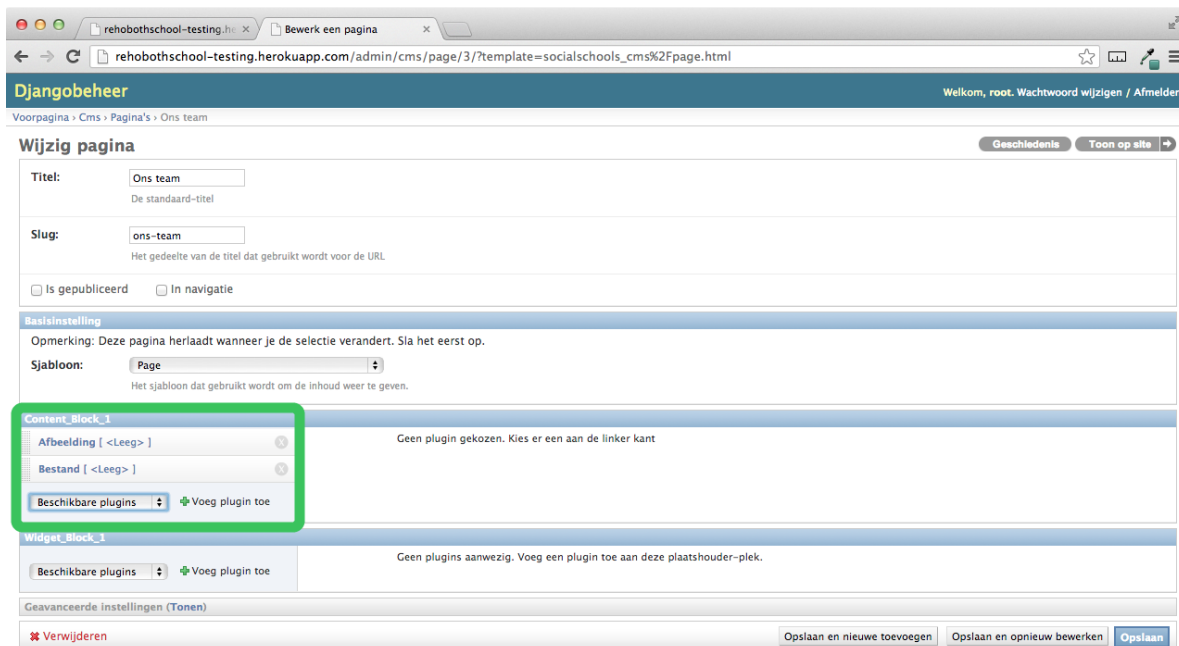 rehobothschool-testing.he
Bewerk een pagina
rehobothschool-testing.herokuapp.com/admin/cms/page/3/?template=socialschools_cms%2Fpage.html
Djangobeheer
Welkom, root. Wachtwoord wijzigen / Afmelden
Voorpagina › Cms › Pagina's › Ons team
Wijzig pagina
Geschiedenis
Toon op site
Titel:
Ons team
De standaard-titel
Slug:
ons-team
Het gedeelte van de titel dat gebruikt wordt voor de URL
Is gepubliceerd
In navigatie
Basisinstelling
Opmerking: Deze pagina herlaadt wanneer je de selectie verandert. Sla het eerst op.
Sjabloon:
Page
Het sjabloon dat gebruikt wordt om de inhoud weer te geven.
Content_Block_1
Afbeelding [ <Leeg> ]
Geen plugin gekozen. Kies er een aan de linker kant
Bestand [ <Leeg> ]
Beschikbare plugins
Voeg plugin toe
Widget_Block_1
Geen plugins aanwezig. Voeg een plugin toe aan deze plaatshouder-plek.
Beschikbare plugins
Voeg plugin toe
Geavanceerde instellingen (Tonen)
Verwijderen
Opslaan en nieuwe toevoegen
Opslaan en opnieuw bewerken
Opslaan